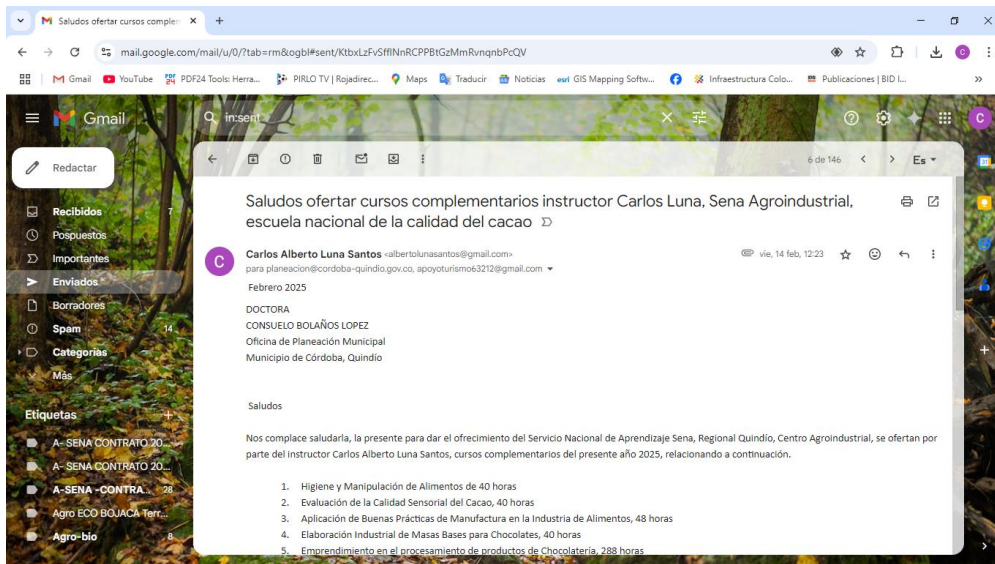 Saludos ofertar cursos complem
mail.google.com/mail/u/0/?tab=rm&ogbl#sent/KtbxLzFvSfflNnRCPPBtGzMmRvnqnbPcQV
Gmail YouTube PDF24 Tools: Herra... PIRLO TV | Rojadirec... Maps Traducir Noticias esri GIS Mapping Softw... Infraestructura Colo... Publicaciones | BID I...
Gmail
in:sent
C
Redactar
6 de 146
Es
Recibidos 7
Pospuestos
Importantes
Enviados
Borradores
Spam 14
Categorías
Más
Etiquetas
A- SENA CONTRATO 20...
A- SENA CONTRATO 20...
A-SENA -CONTRA... 28
Agro ECO BOJACA Terr...
Agro-bio 8
Saludos ofertar cursos complementarios instructor Carlos Luna, Sena Agroindustrial,
escuela nacional de la calidad del cacao
C
Carlos Alberto Luna Santos <albertolunasantos@gmail.com>
vie, 14 feb, 12:23
para planeacion@cordoba-quindio.gov.co, apoyoturismo63212@gmail.com
Febrero 2025
DOCTORA
CONSUELO BOLAÑOS LOPEZ
Oficina de Planeación Municipal
Municipio de Córdoba, Quindío
Saludos
Nos complace saludarla, la presente para dar el ofrecimiento del Servicio Nacional de Aprendizaje Sena, Regional Quindío, Centro Agroindustrial, se ofertan por
parte del instructor Carlos Alberto Luna Santos, cursos complementarios del presente año 2025, relacionando a continuación.
1. Higiene y Manipulación de Alimentos de 40 horas
2. Evaluación de la Calidad Sensorial del Cacao, 40 horas
3. Aplicación de Buenas Prácticas de Manufactura en la Industria de Alimentos, 48 horas
4. Elaboración Industrial de Masas Bases para Chocolates, 40 horas
5. Emprendimiento en el procesamiento de productos de Chocolatería, 288 horas